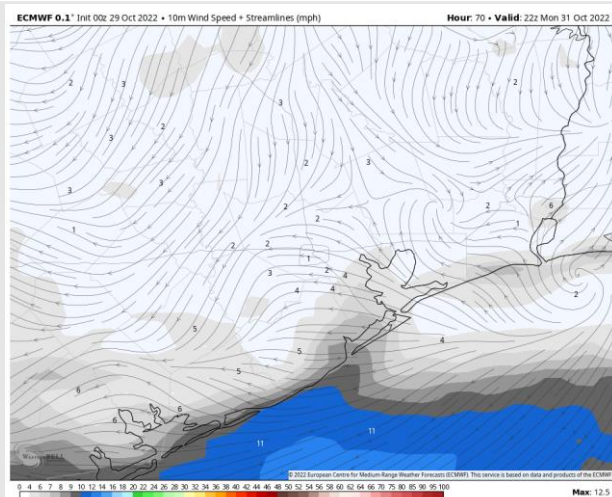 ECMWF 0.1° Init 00z 29 Oct 2022 • 10m Wind Speed + Streamlines (mph) Hour: 70 • Valid: 22z Mon 31 Oct 2022
2 3 2
3
3 2
2 3
3 3
2 2 6
1 2 1
2 2
1
3 2 4 2
4 4
5 4
5
5
6
6 6
11 11
WeatherBELL
© 2022 European Centre for Medium-Range Weather Forecasts (ECMWF). This service is based on data and products of the ECMWF
0 4 6 7 8 9 10 12 14 16 18 20 22 24 26 28 30 32 34 36 38 40 42 44 46 48 50 52 54 56 58 60 62 64 66 68 70 75 80 85 90 95 100
Max: 12.5